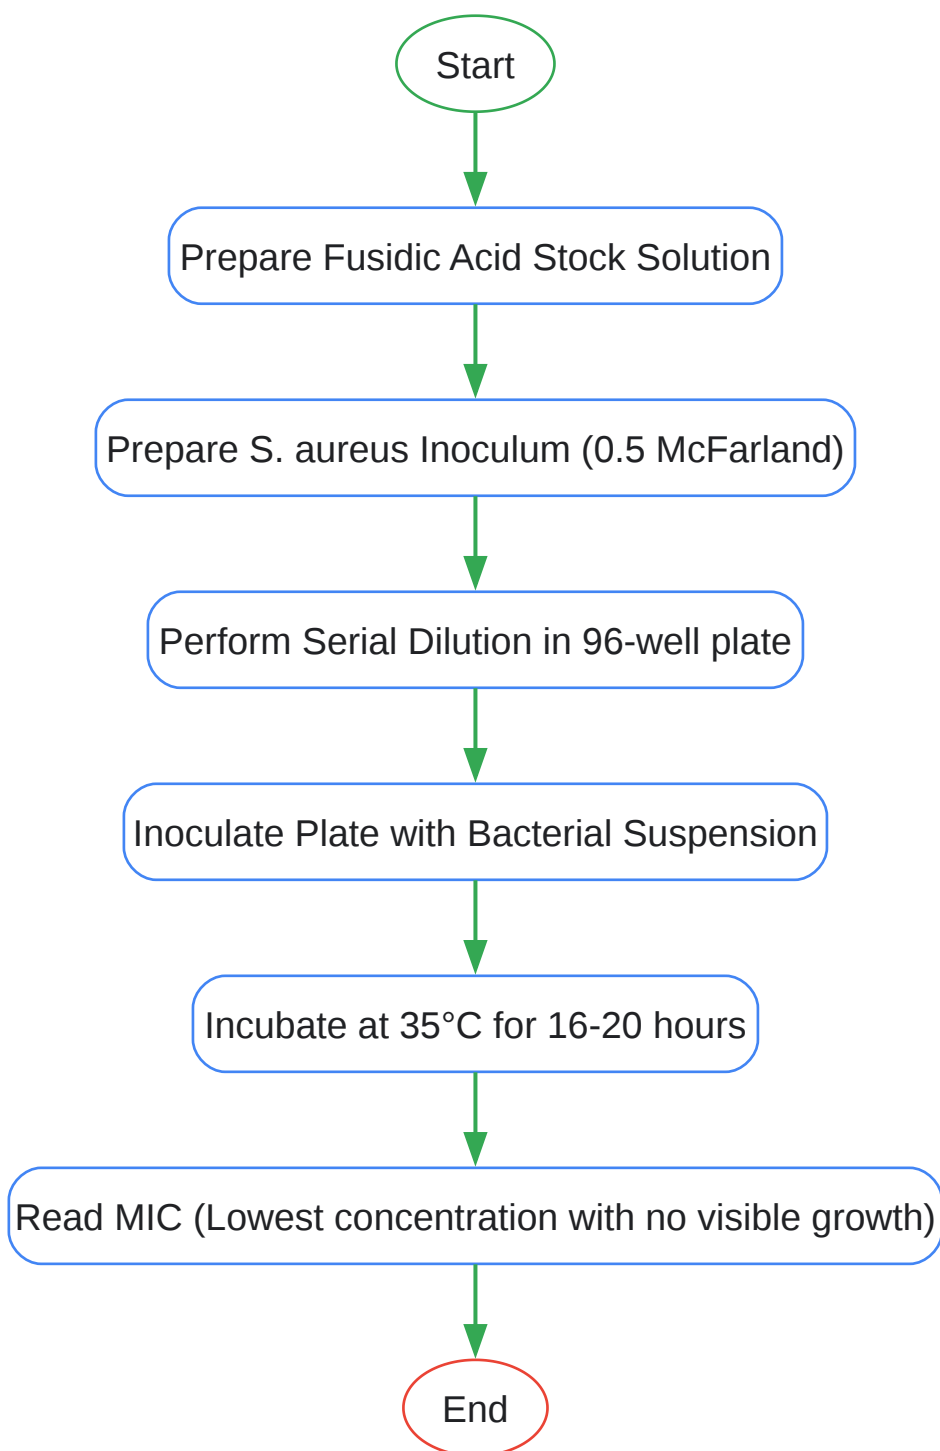 Start
Prepare Fusidic Acid Stock Solution
Prepare S. aureus Inoculum (0.5 McFarland)
Perform Serial Dilution in 96-well plate
Inoculate Plate with Bacterial Suspension
Incubate at 35°C for 16-20 hours
Read MIC (Lowest concentration with no visible growth)
End